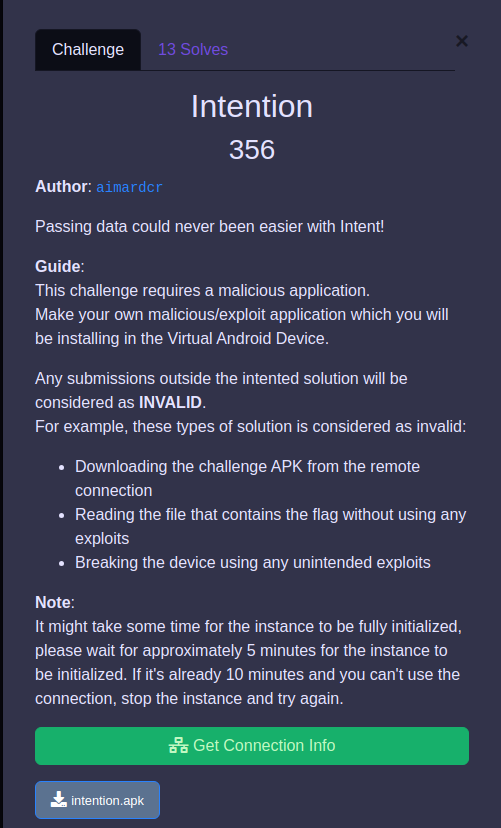 Challenge
13 Solves
×
Intention
356
Author: aimardcr
Passing data could never been easier with Intent!
Guide:
This challenge requires a malicious application.
Make your own malicious/exploit application which you will
be installing in the Virtual Android Device.
Any submissions outside the intented solution will be
considered as INVALID.
For example, these types of solution is considered as invalid:
• Downloading the challenge APK from the remote
connection
• Reading the file that contains the flag without using any
exploits
• Breaking the device using any unintended exploits
Note:
It might take some time for the instance to be fully initialized,
please wait for approximately 5 minutes for the instance to
be initialized. If it's already 10 minutes and you can't use the
connection, stop the instance and try again.
Get Connection Info
intention.apk